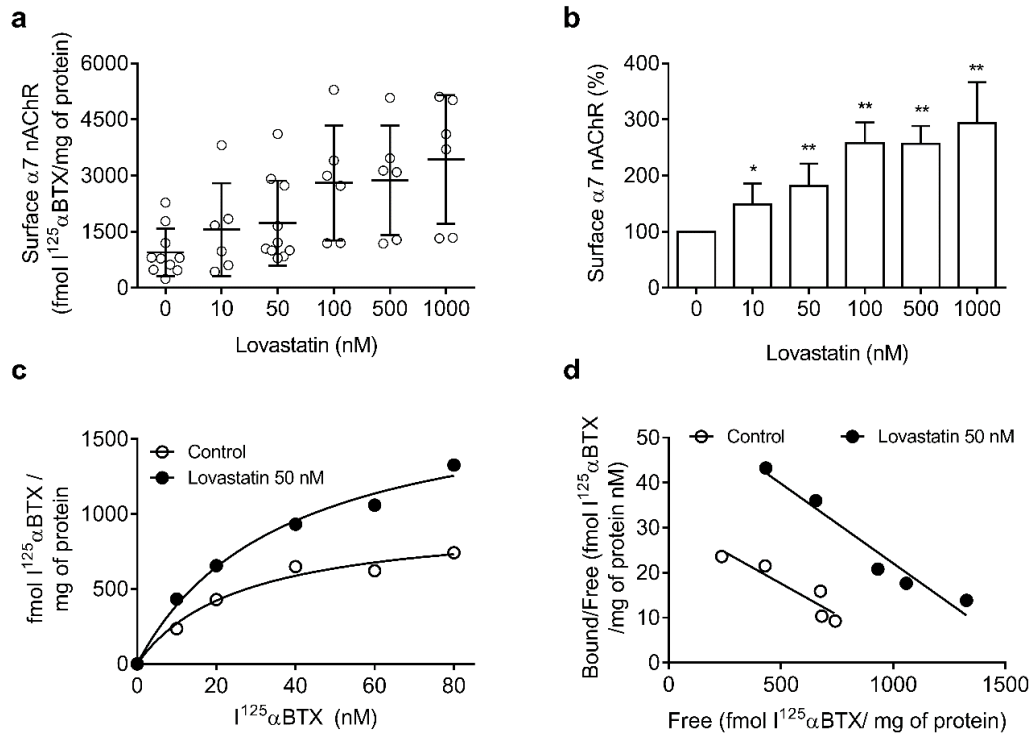 a
Surface α7 nAChR
(fmol I¹²⁵αBTX/mg of protein)
6000
4500
3000
1500
0
0 10 50 100 500 1000
Lovastatin (nM)
b
Surface α7 nAChR (%)
400
300
200
100
0
* ** ** ** **
0 10 50 100 500 1000
Lovastatin (nM)
c
fmol I¹²⁵αBTX /
mg of protein
1500
1000
500
0
Control
Lovastatin 50 nM
0 20 40 60 80
I¹²⁵αBTX (nM)
d
Bound/Free (fmol I¹²⁵αBTX
/mg of protein nM)
50
40
30
20
10
0
Control Lovastatin 50 nM
500 1000 1500
Free (fmol I¹²⁵αBTX/ mg of protein)